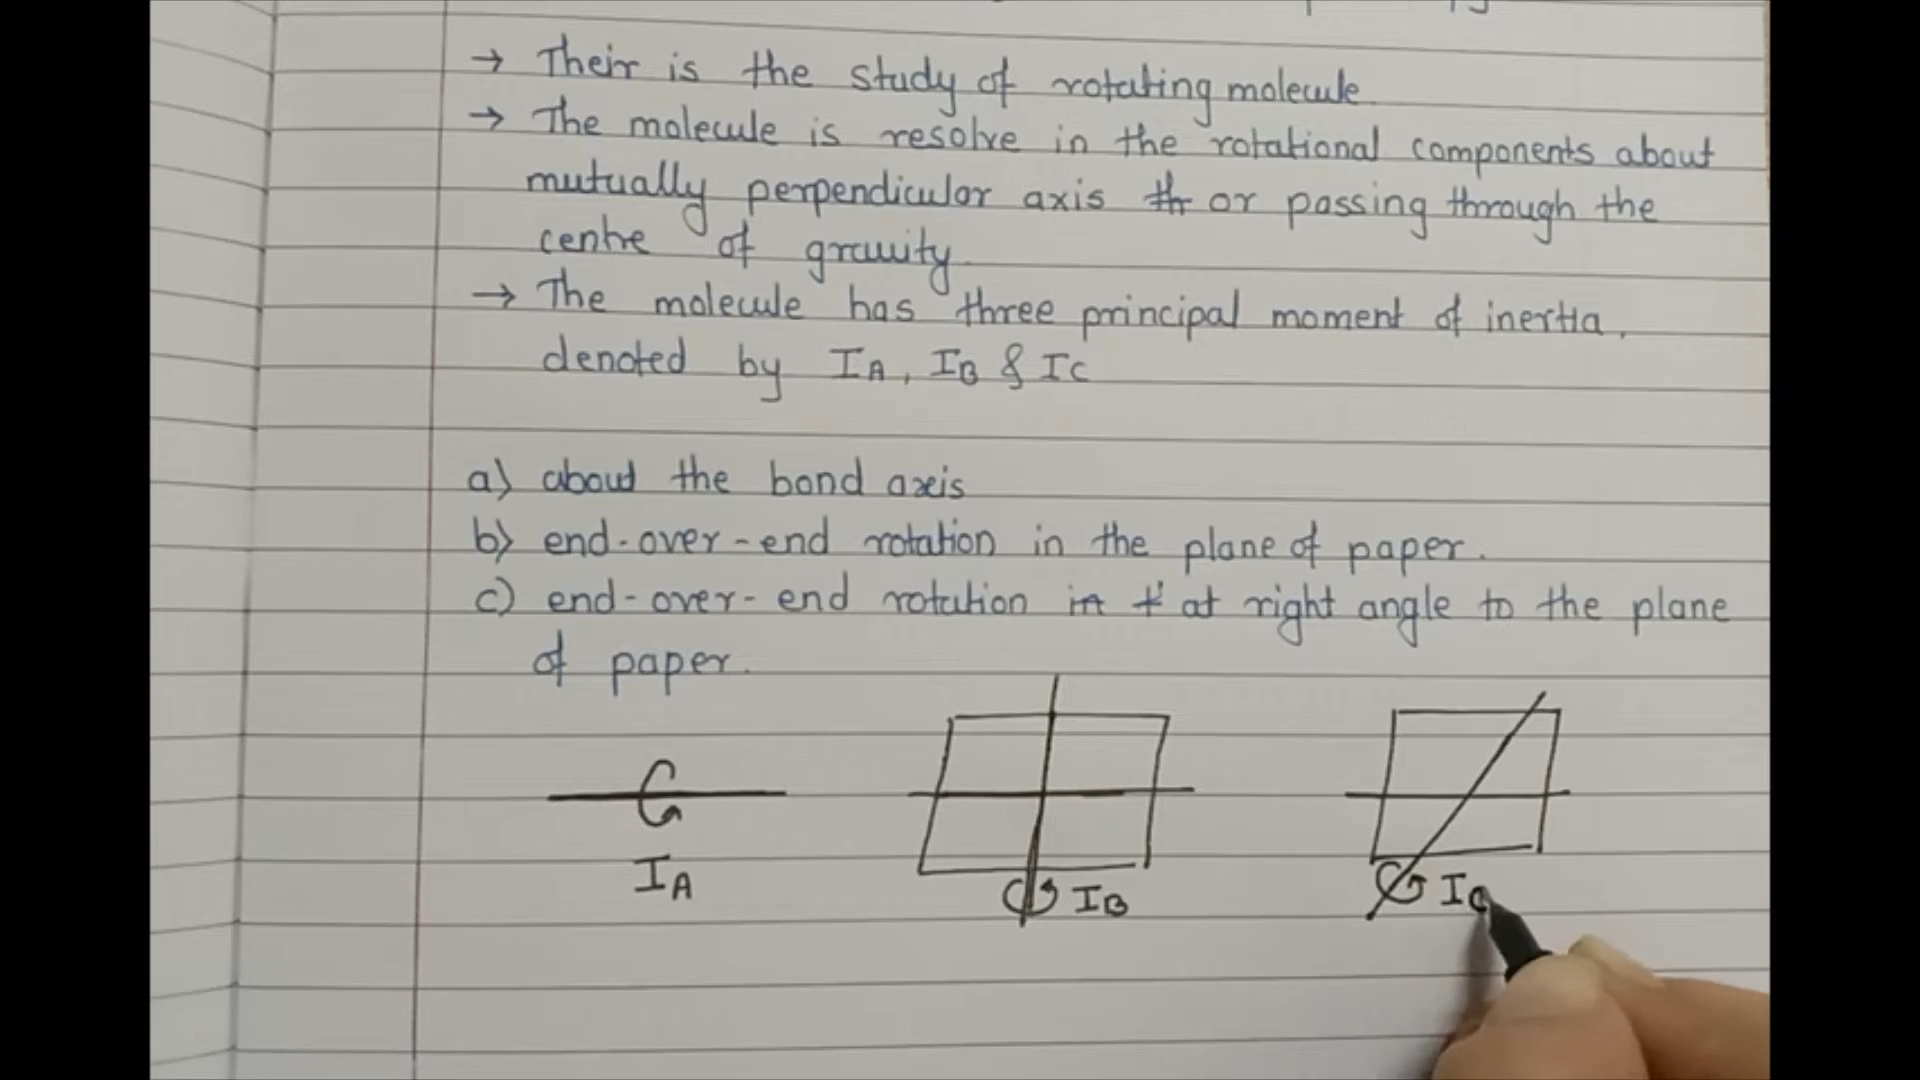 → Their is the study of rotating molecule
→ The molecule is resolve in the rotational components about
mutually perpendicular axis or passing through the
centre of gravity
→ The molecule has three principal moment of inertia.
denoted by IA, IB & IC
a) about the bond axis
b) end-over-end rotation in the plane of paper.
c) end-over-end rotation at right angle to the plane
of paper.
IA IB IC